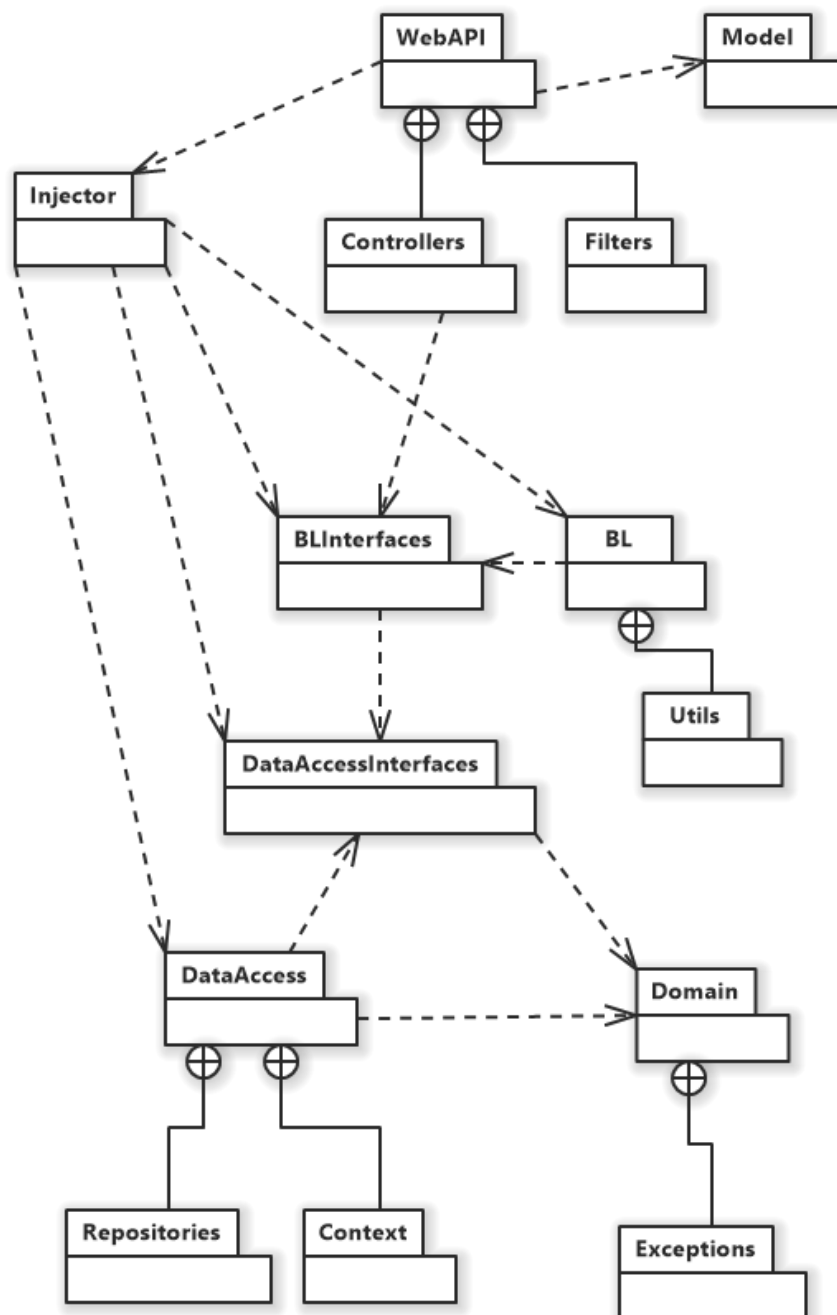 WebAPI
Model
Injector
Controllers
Filters
BLInterfaces
BL
Utils
DataAccessInterfaces
DataAccess
Domain
Repositories
Context
Exceptions